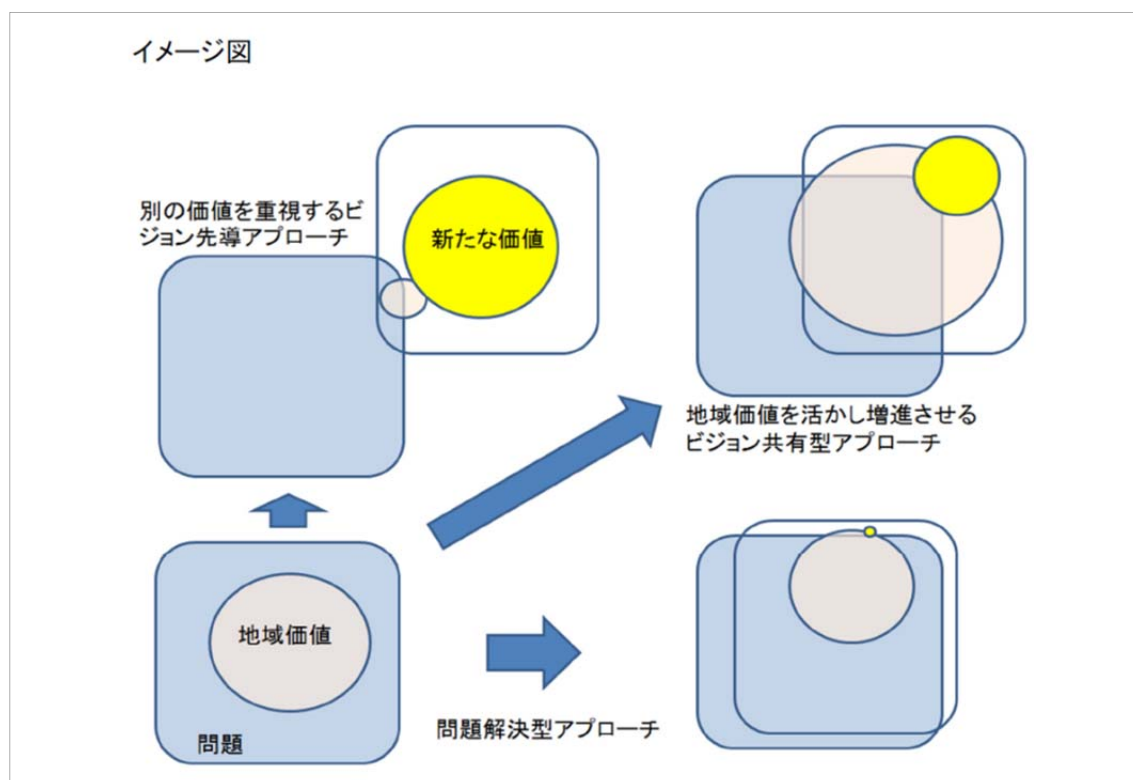 イメージ図
別の価値を重視するビ
ジョン先導アプローチ
新たな価値
地域価値を活かし増進させる
ビジョン共有型アプローチ
地域価値
問題
問題解決型アプローチ